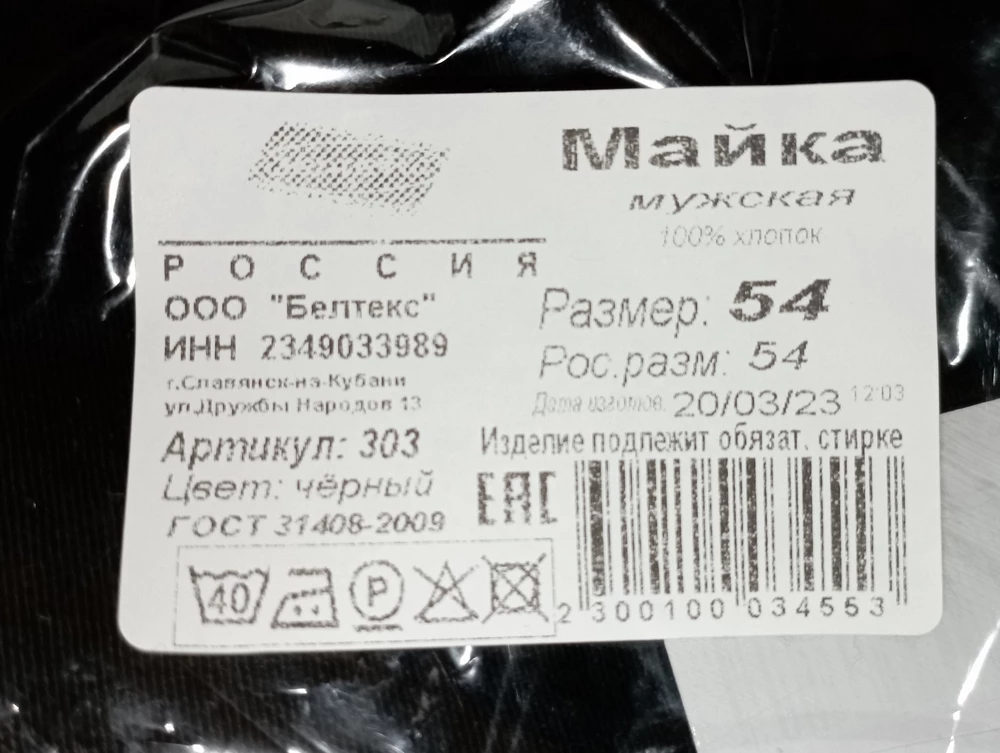 Майка
мужская
100% хлопок
РОССИЯ
ООО "Белтекс"
ИНН 2349033989
г.Славянск-на-Кубани
ул.Дружбы Народов 13
Артикул: 303
Цвет: чёрный
ГОСТ 31408-2009
Размер: 54
Рос.разм: 54
Дата изготов. 20/03/23 12:03
Изделие подлежит обязат. стирке
EAC
40 P
2 300100 034553